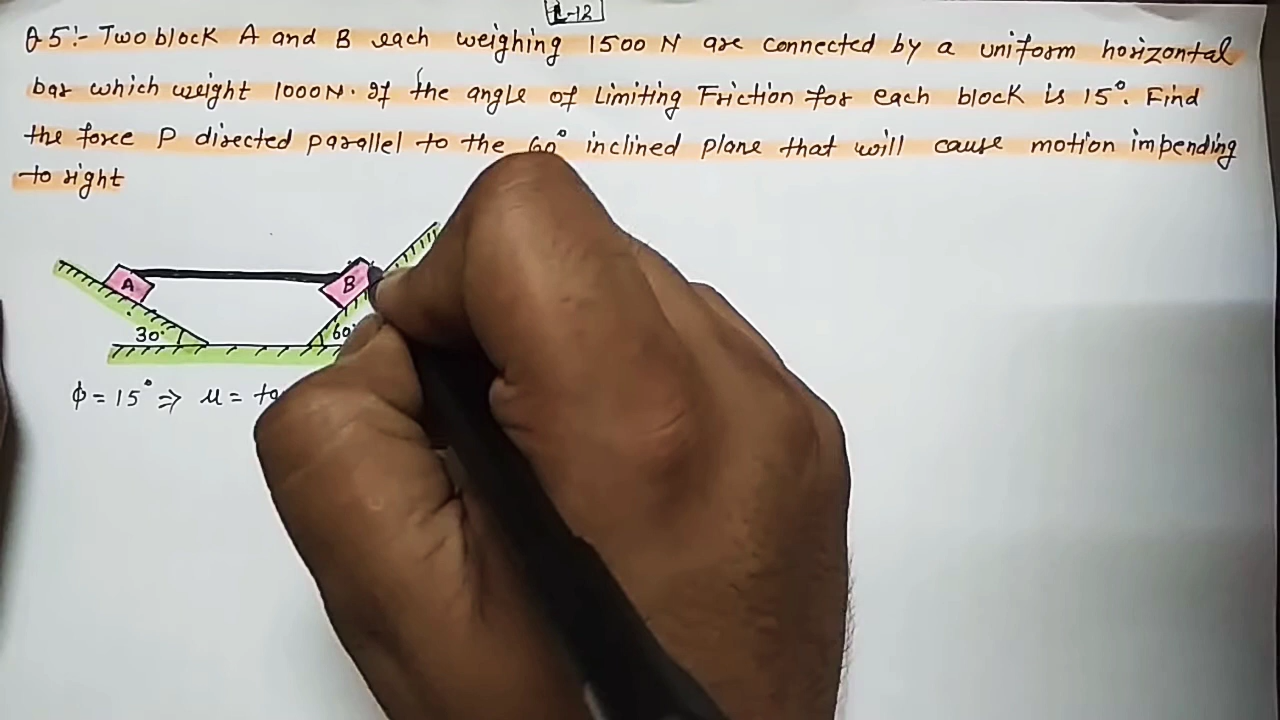 L-12
Q5:- Two block A and B each weighing 1500 N are connected by a uniform horizontal
bar which weight 1000N. If the angle of Limiting Friction for each block is 15°. Find
the force P directed parallel to the 60° inclined plane that will cause motion impending
to right
A B
30° 60°
ϕ = 15° ⇒ μ =